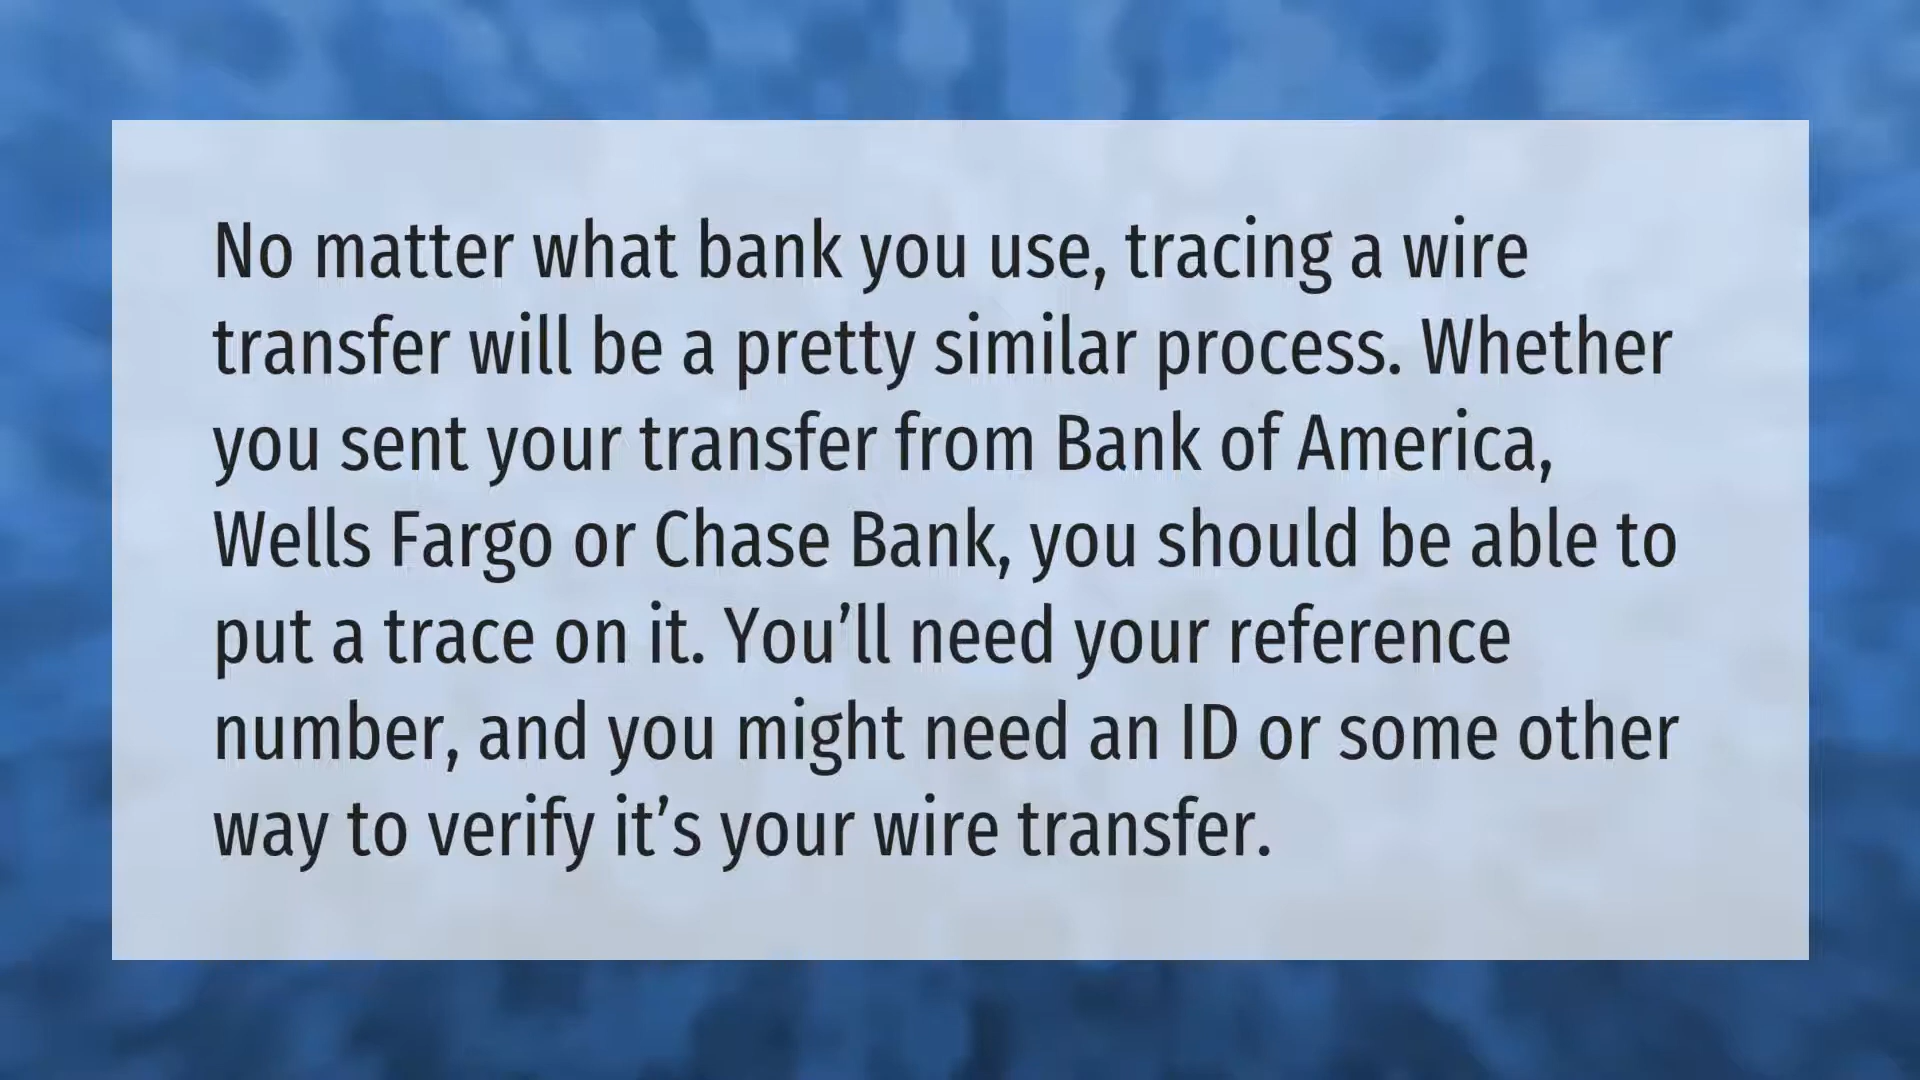 No matter what bank you use, tracing a wire
transfer will be a pretty similar process. Whether
you sent your transfer from Bank of America,
Wells Fargo or Chase Bank, you should be able to
put a trace on it. You’ll need your reference
number, and you might need an ID or some other
way to verify it’s your wire transfer.